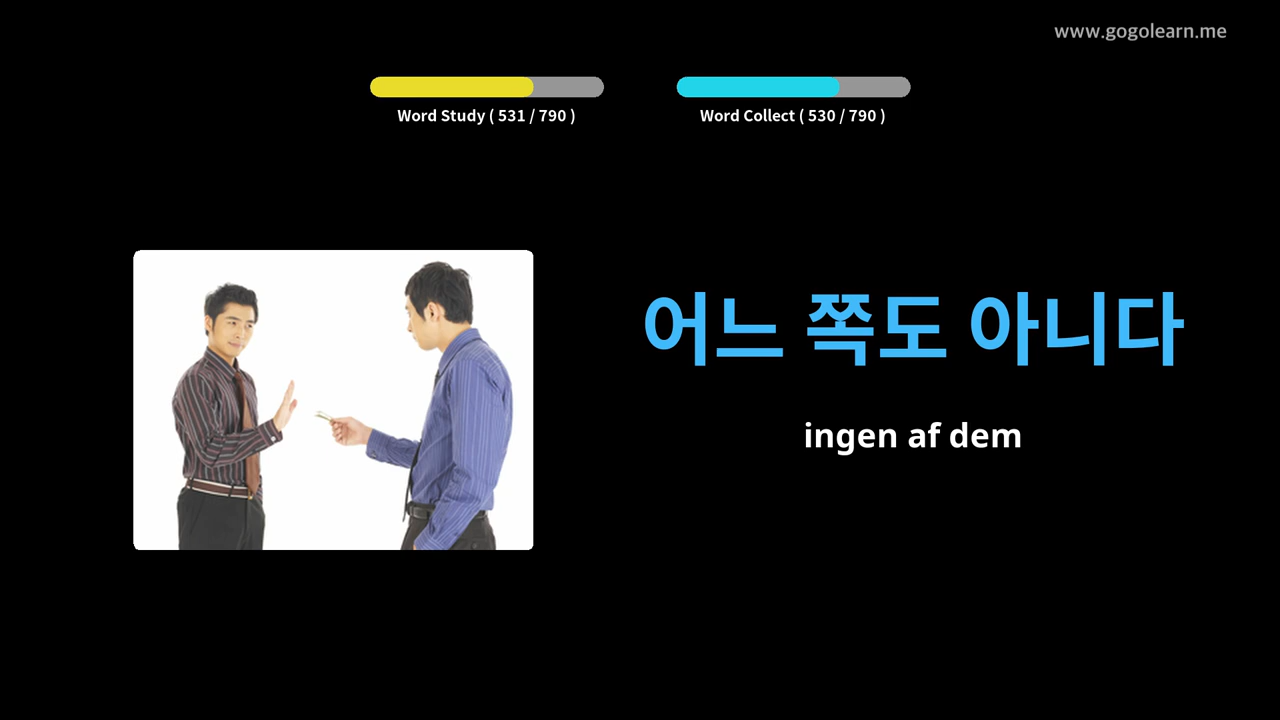 www.gogolearn.me
Word Study ( 531 / 790 )
Word Collect ( 530 / 790 )
어느 쪽도 아니다
ingen af dem